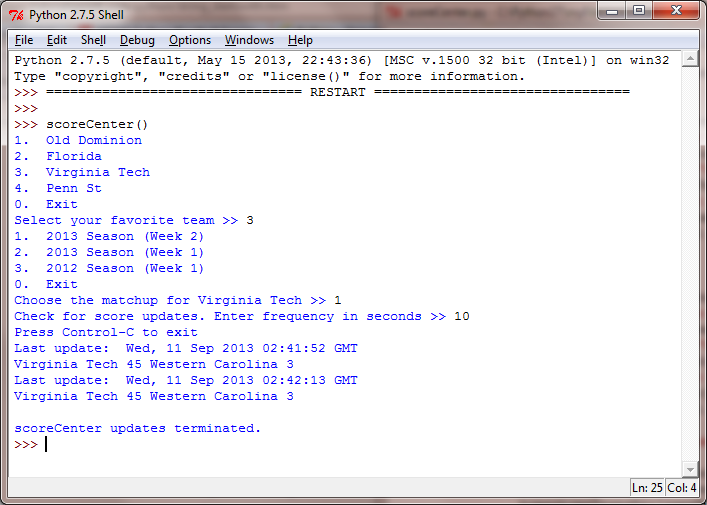 Python 2.7.5 Shell
File Edit Shell Debug Options Windows Help
Python 2.7.5 (default, May 15 2013, 22:43:36) [MSC v.1500 32 bit (Intel)] on win32
Type "copyright", "credits" or "license()" for more information.
>>> ================================ RESTART ================================
>>>
>>> scoreCenter()
1.  Old Dominion
2.  Florida
3.  Virginia Tech
4.  Penn St
0.  Exit
Select your favorite team >> 3
1.  2013 Season (Week 2)
2.  2013 Season (Week 1)
3.  2012 Season (Week 1)
0.  Exit
Choose the matchup for Virginia Tech >> 1
Check for score updates. Enter frequency in seconds >> 10
Press Control-C to exit
Last update:  Wed, 11 Sep 2013 02:41:52 GMT
Virginia Tech 45 Western Carolina 3
Last update:  Wed, 11 Sep 2013 02:42:13 GMT
Virginia Tech 45 Western Carolina 3
scoreCenter updates terminated.
>>>
Ln: 25 Col: 4